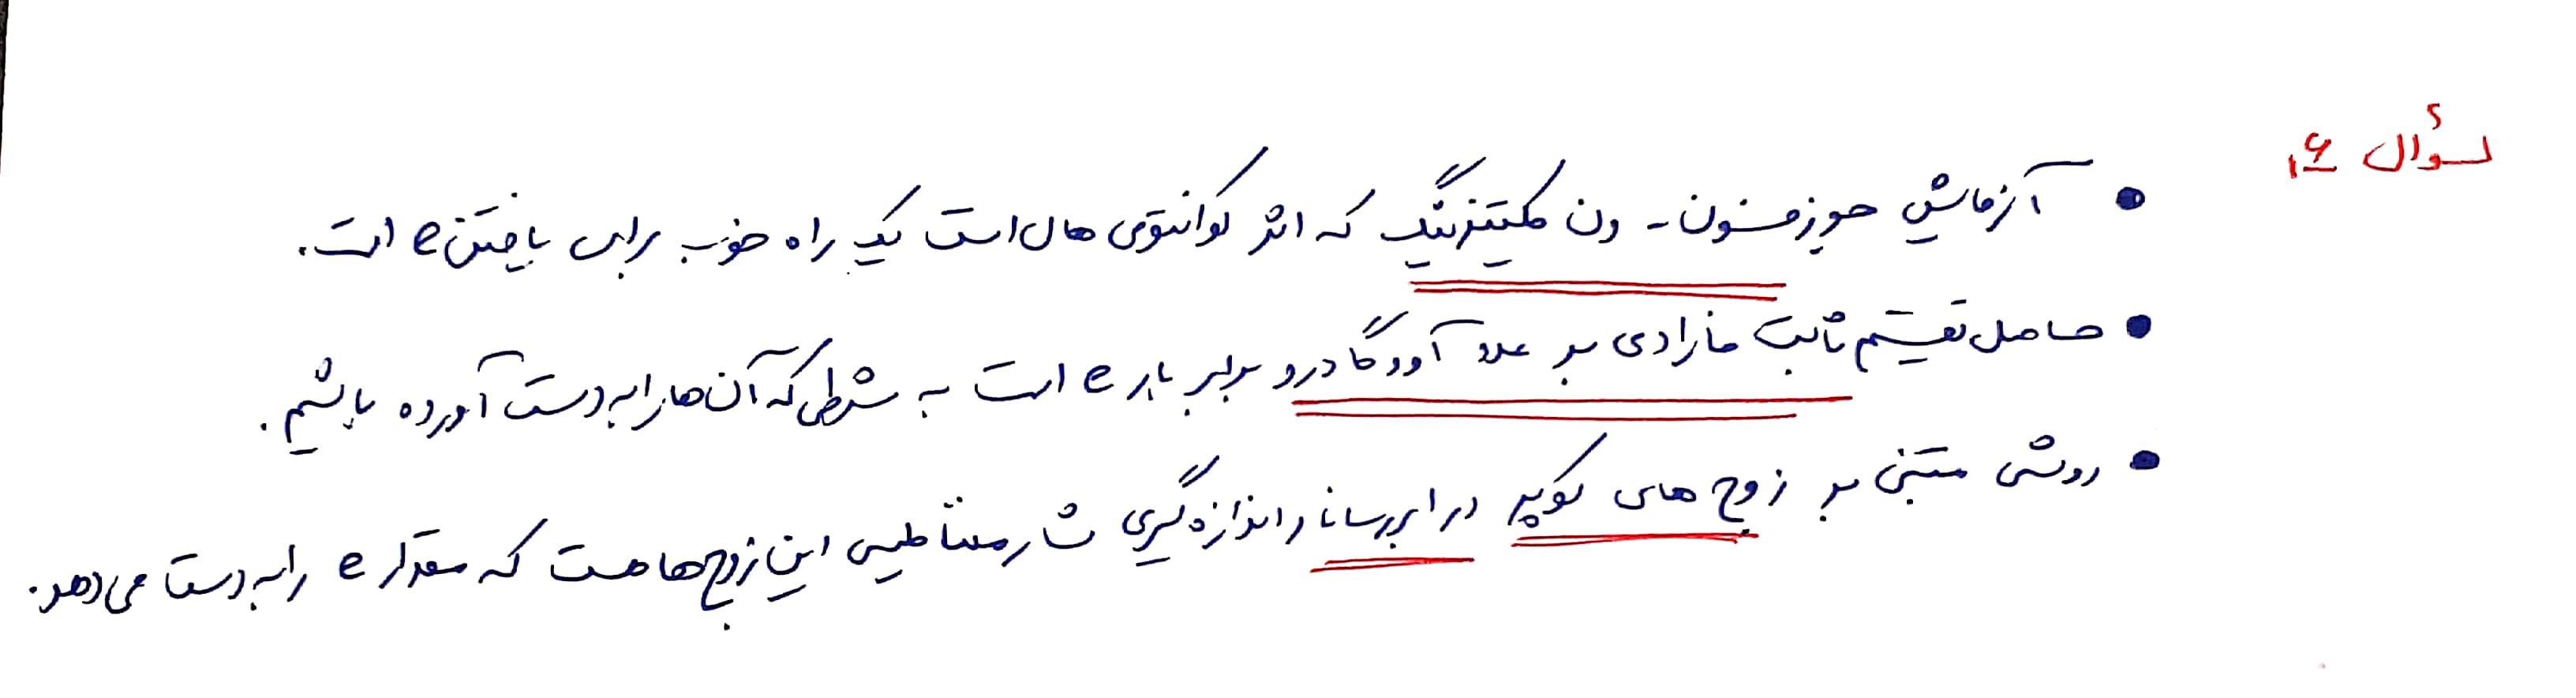 سؤال ۶
• آزمایش جوزفسون - ون کلیتزینگ که اثر کوانتومی هال است یک راه خوب برای یافتن e است.
• حاصل تقسیم ثابت فارادی بر عدد آووگادرو برابر بار e است به شرطی که آن‌ها را به دست آورده باشیم.
• روشی مبتنی بر زوج های کوپر در ابررسانا و اندازه‌گیری شار مغناطیسی این زوج‌ها هست که مقدار e را به دست می‌دهد.